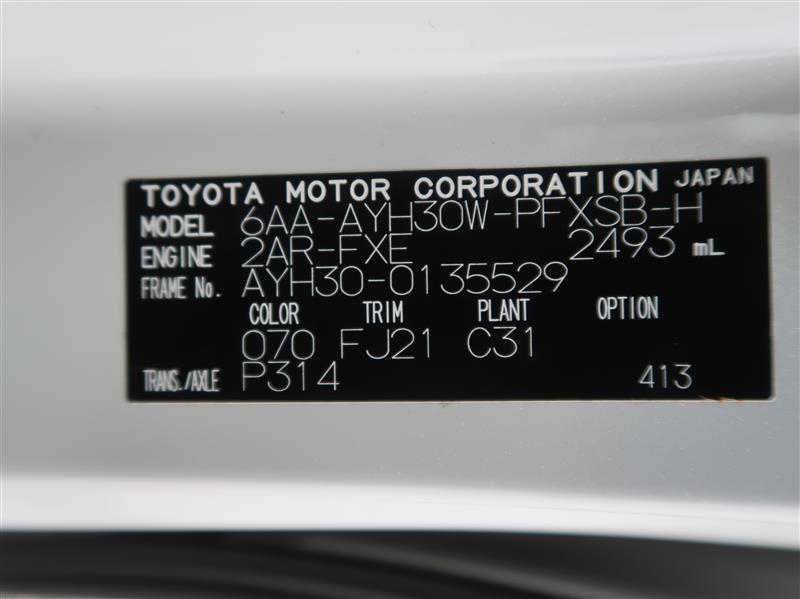 TOYOTA MOTOR CORPORATION JAPAN
MODEL 6AA-AYH30W-PFXSB-H
ENGINE 2AR-FXE 2493 mL
FRAME No. AYH30-0135529
COLOR TRIM PLANT OPTION
070 FJ21 C31
TRANS./AXLE P314 413